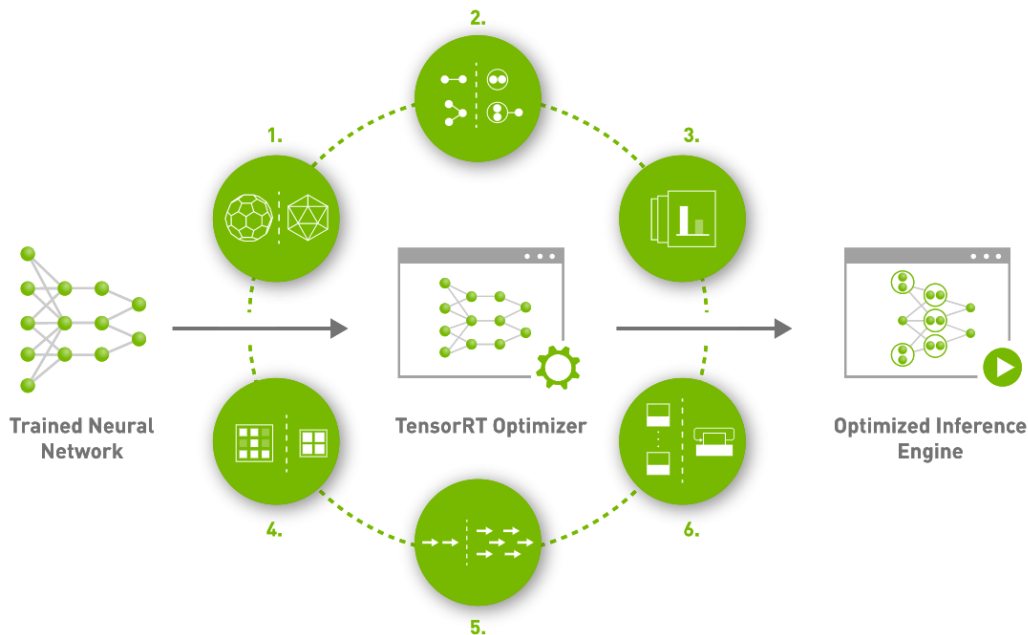 2.
1.
3.
Trained Neural
Network
TensorRT Optimizer
Optimized Inference
Engine
4.
6.
5.